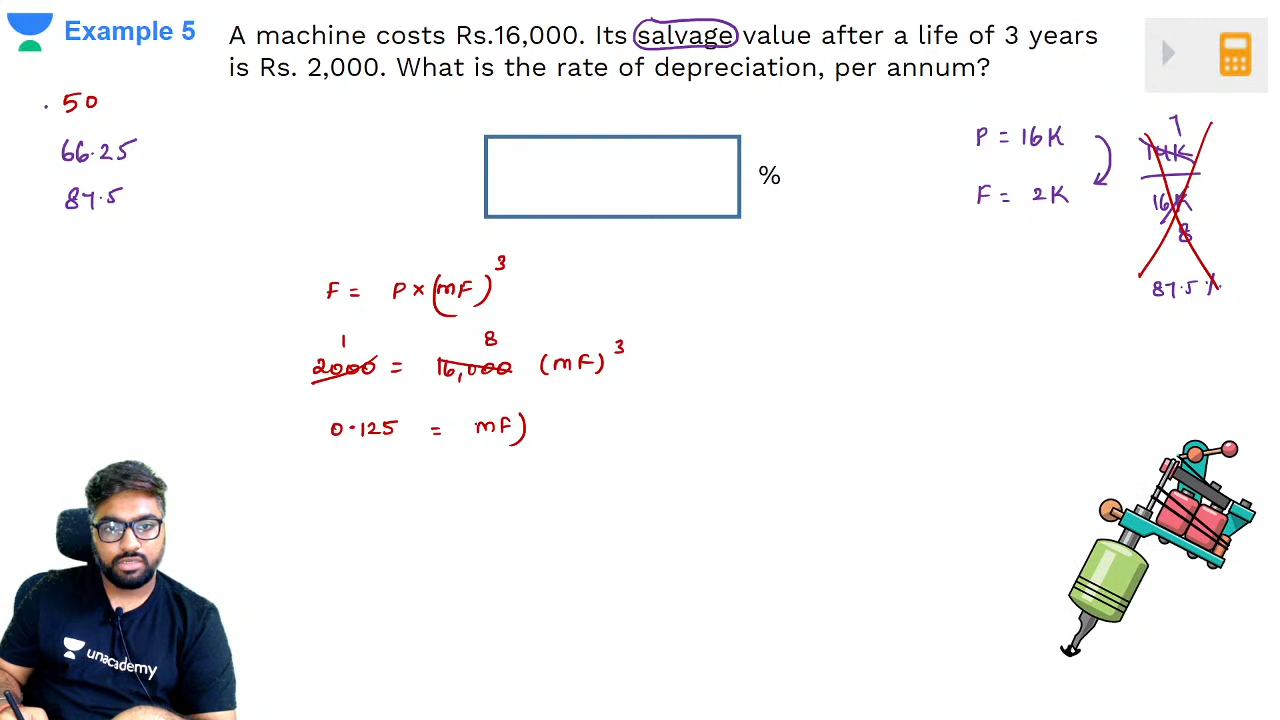 Example 5
A machine costs Rs.16,000. Its salvage value after a life of 3 years
is Rs. 2,000. What is the rate of depreciation, per annum?
. 50
66.25
87.5
%
P = 16K
F = 2K
7
14K
16K
8
87.5%
F = P × (mF)^3
1 8
2000 = 16,000 (mF)^3
0.125 = mF)
unacademy